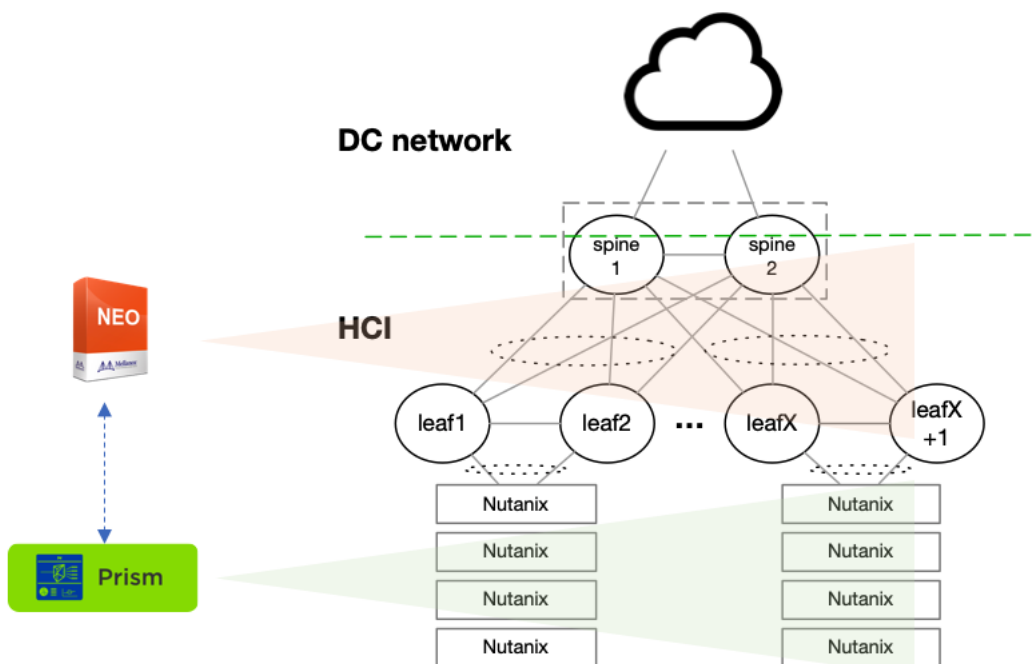 DC network
spine
1
spine
2
NEO
Mellanox
HCI
leaf1
leaf2
...
leafX
leafX
+1
Nutanix
Nutanix
Nutanix
Nutanix
Prism
Nutanix
Nutanix
Nutanix
Nutanix